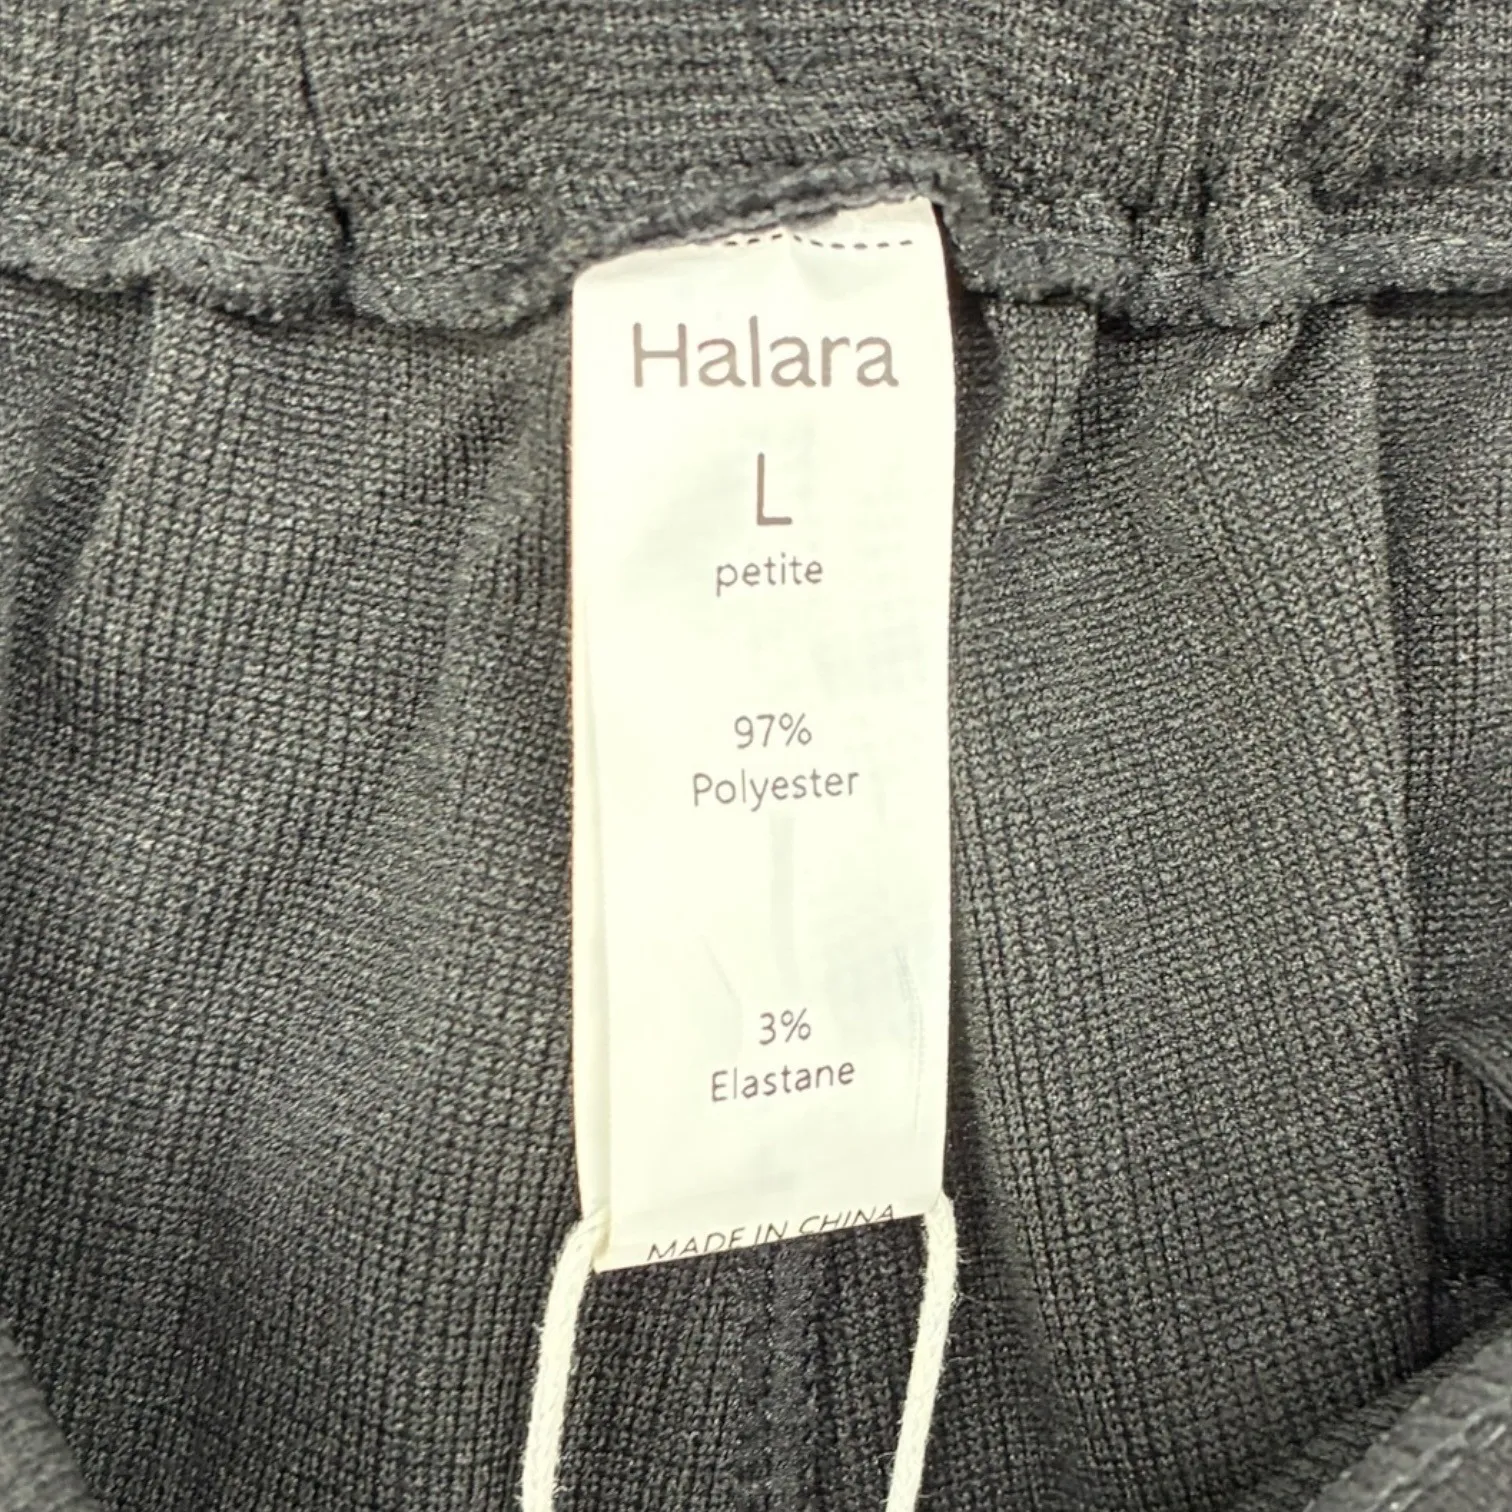 Halara
L
petite
97%
Polyester
3%
Elastane
MADE IN CHINA